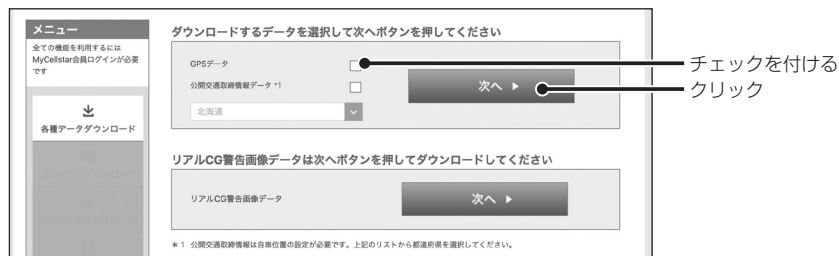 メニュー
全ての機能を利用するには
MyCellstar会員ログインが必要
です
各種データダウンロード
ダウンロードするデータを選択して次へボタンを押してください
GPSデータ
公開交通取締情報データ *1
北海道
次へ
チェックを付ける
クリック
リアルCG警告画像データは次へボタンを押してダウンロードしてください
リアルCG警告画像データ
次へ
＊1 公開交通取締情報は自車位置の設定が必要です。上記のリストから都道府県を選択してください。